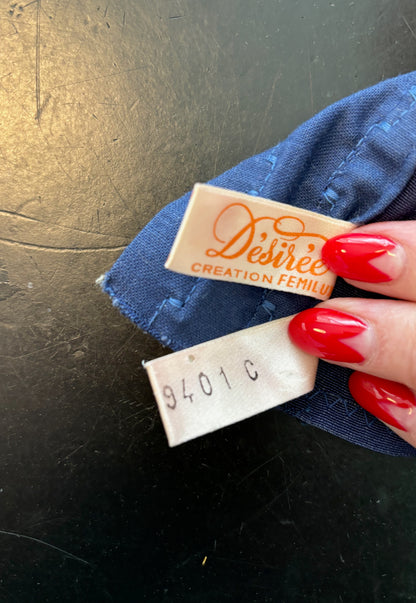 Désirée
CREATION FEMILU
9401 C